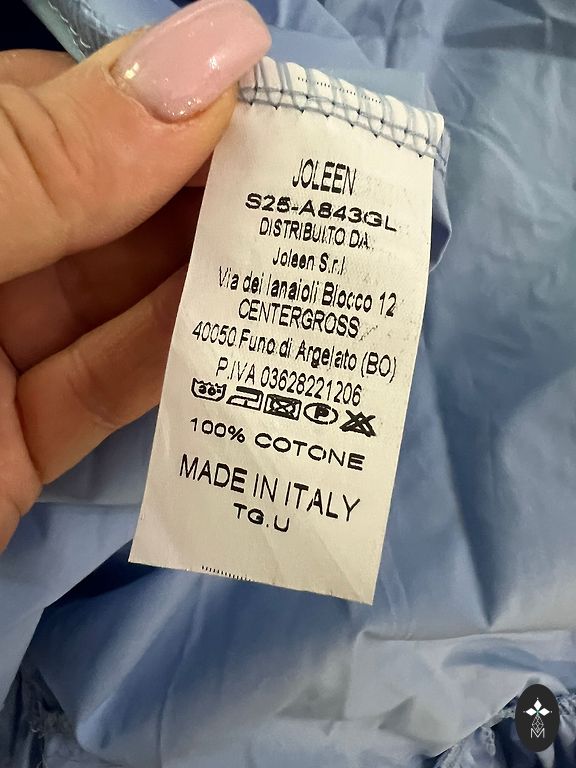 JOLEEN
S25-A843GL
DISTRIBUITO DA
Joleen S.r.l
Via dei lanaioli Blocco 12
CENTERGROSS
40050 Funo di Argelato (BO)
P.IVA 03628221206
30° P
100% COTONE
MADE IN ITALY
TG.U
M